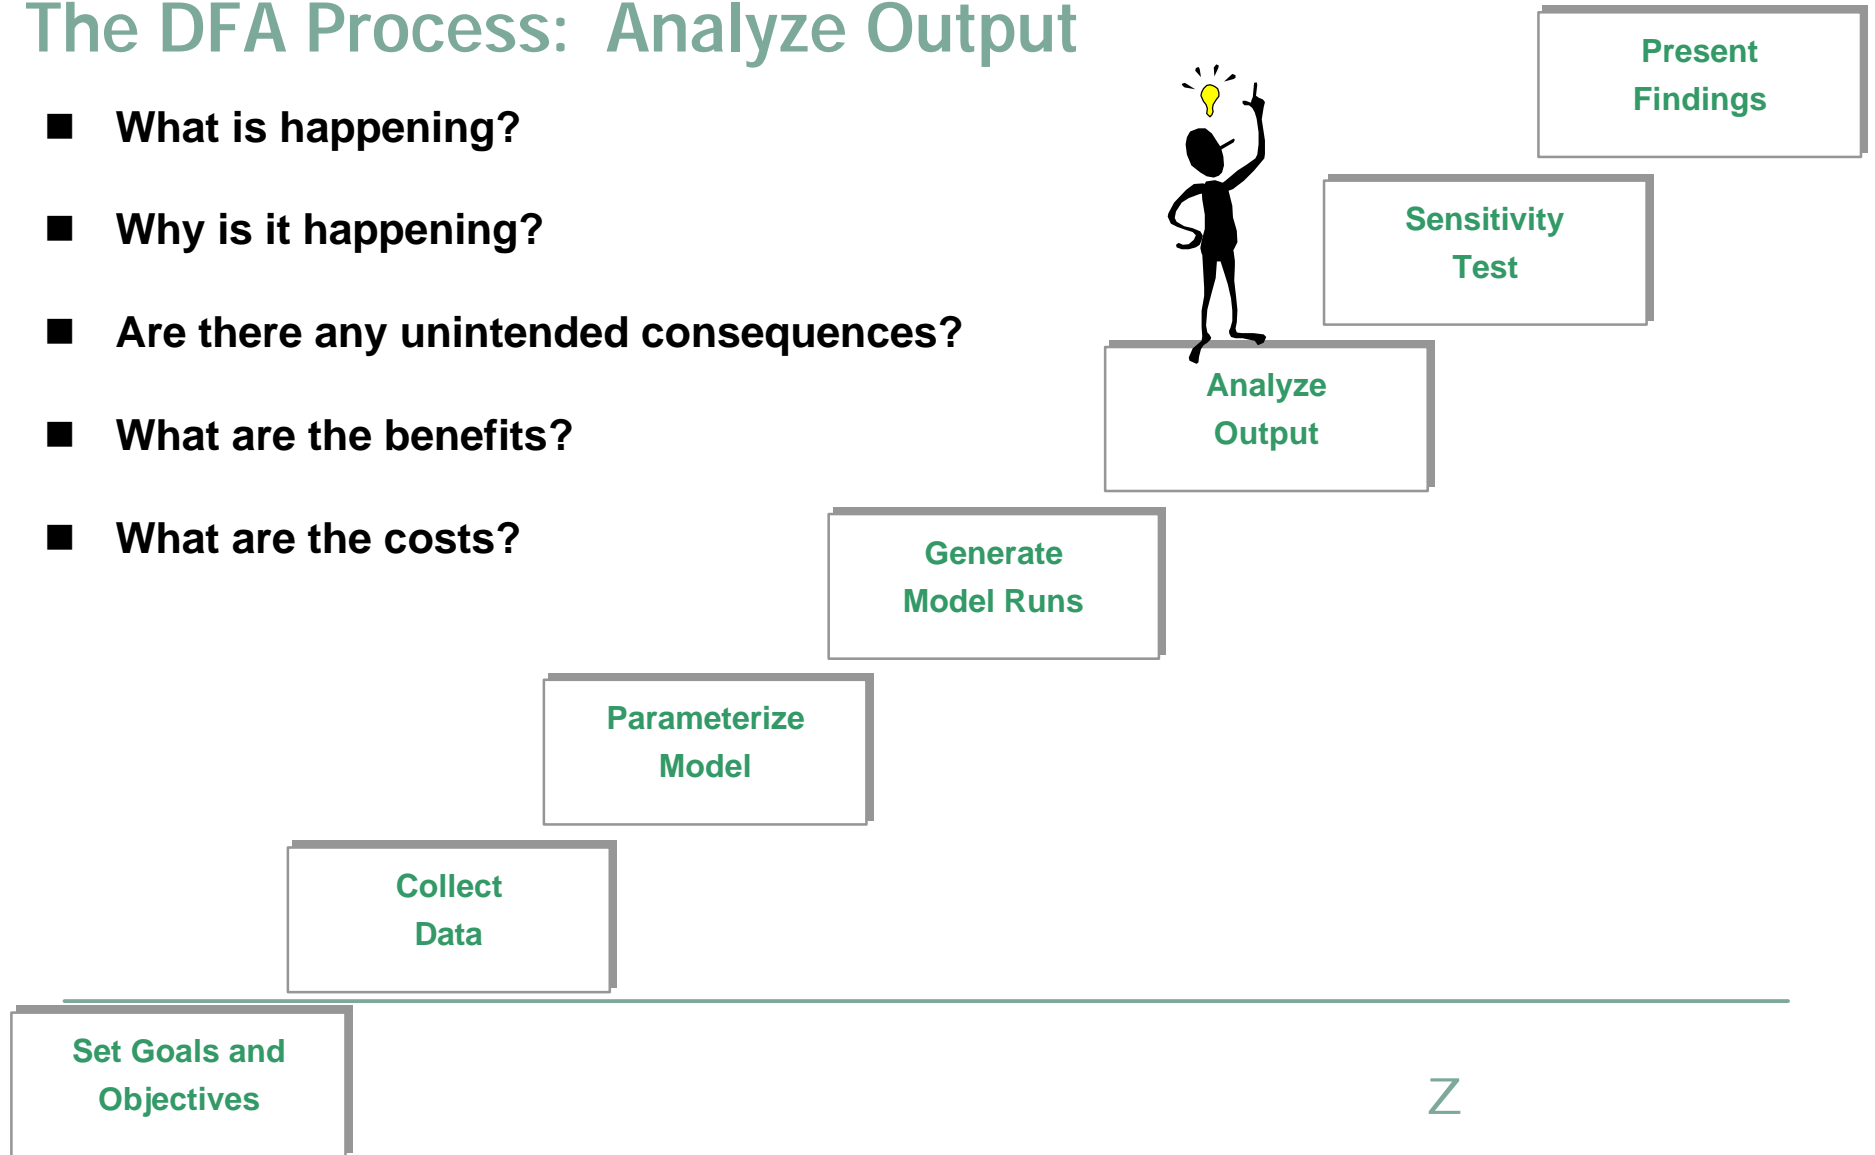 The DFA Process: Analyze Output
What is happening?
Why is it happening?
Are there any unintended consequences?
What are the benefits?
What are the costs?
Present
Findings
Sensitivity
Test
Analyze
Output
Generate
Model Runs
Parameterize
Model
Collect
Data
Set Goals and
Objectives
Z